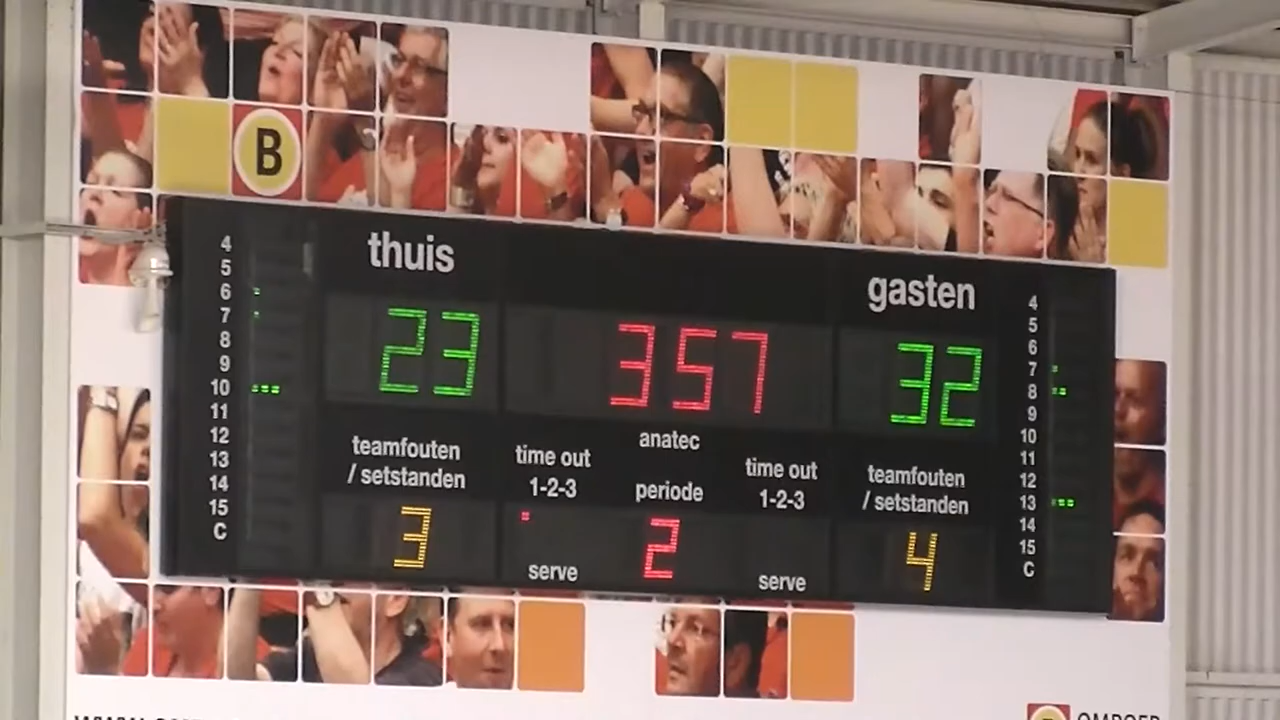 B
thuis
gasten
4
5
6
7
8
9
10
11
12
13
14
15
C
23
357
32
4
5
6
7
8
9
10
11
12
13
14
15
C
anatec
teamfouten
/ setstanden
time out
1-2-3
periode
time out
1-2-3
teamfouten
/ setstanden
3
2
4
serve
serve